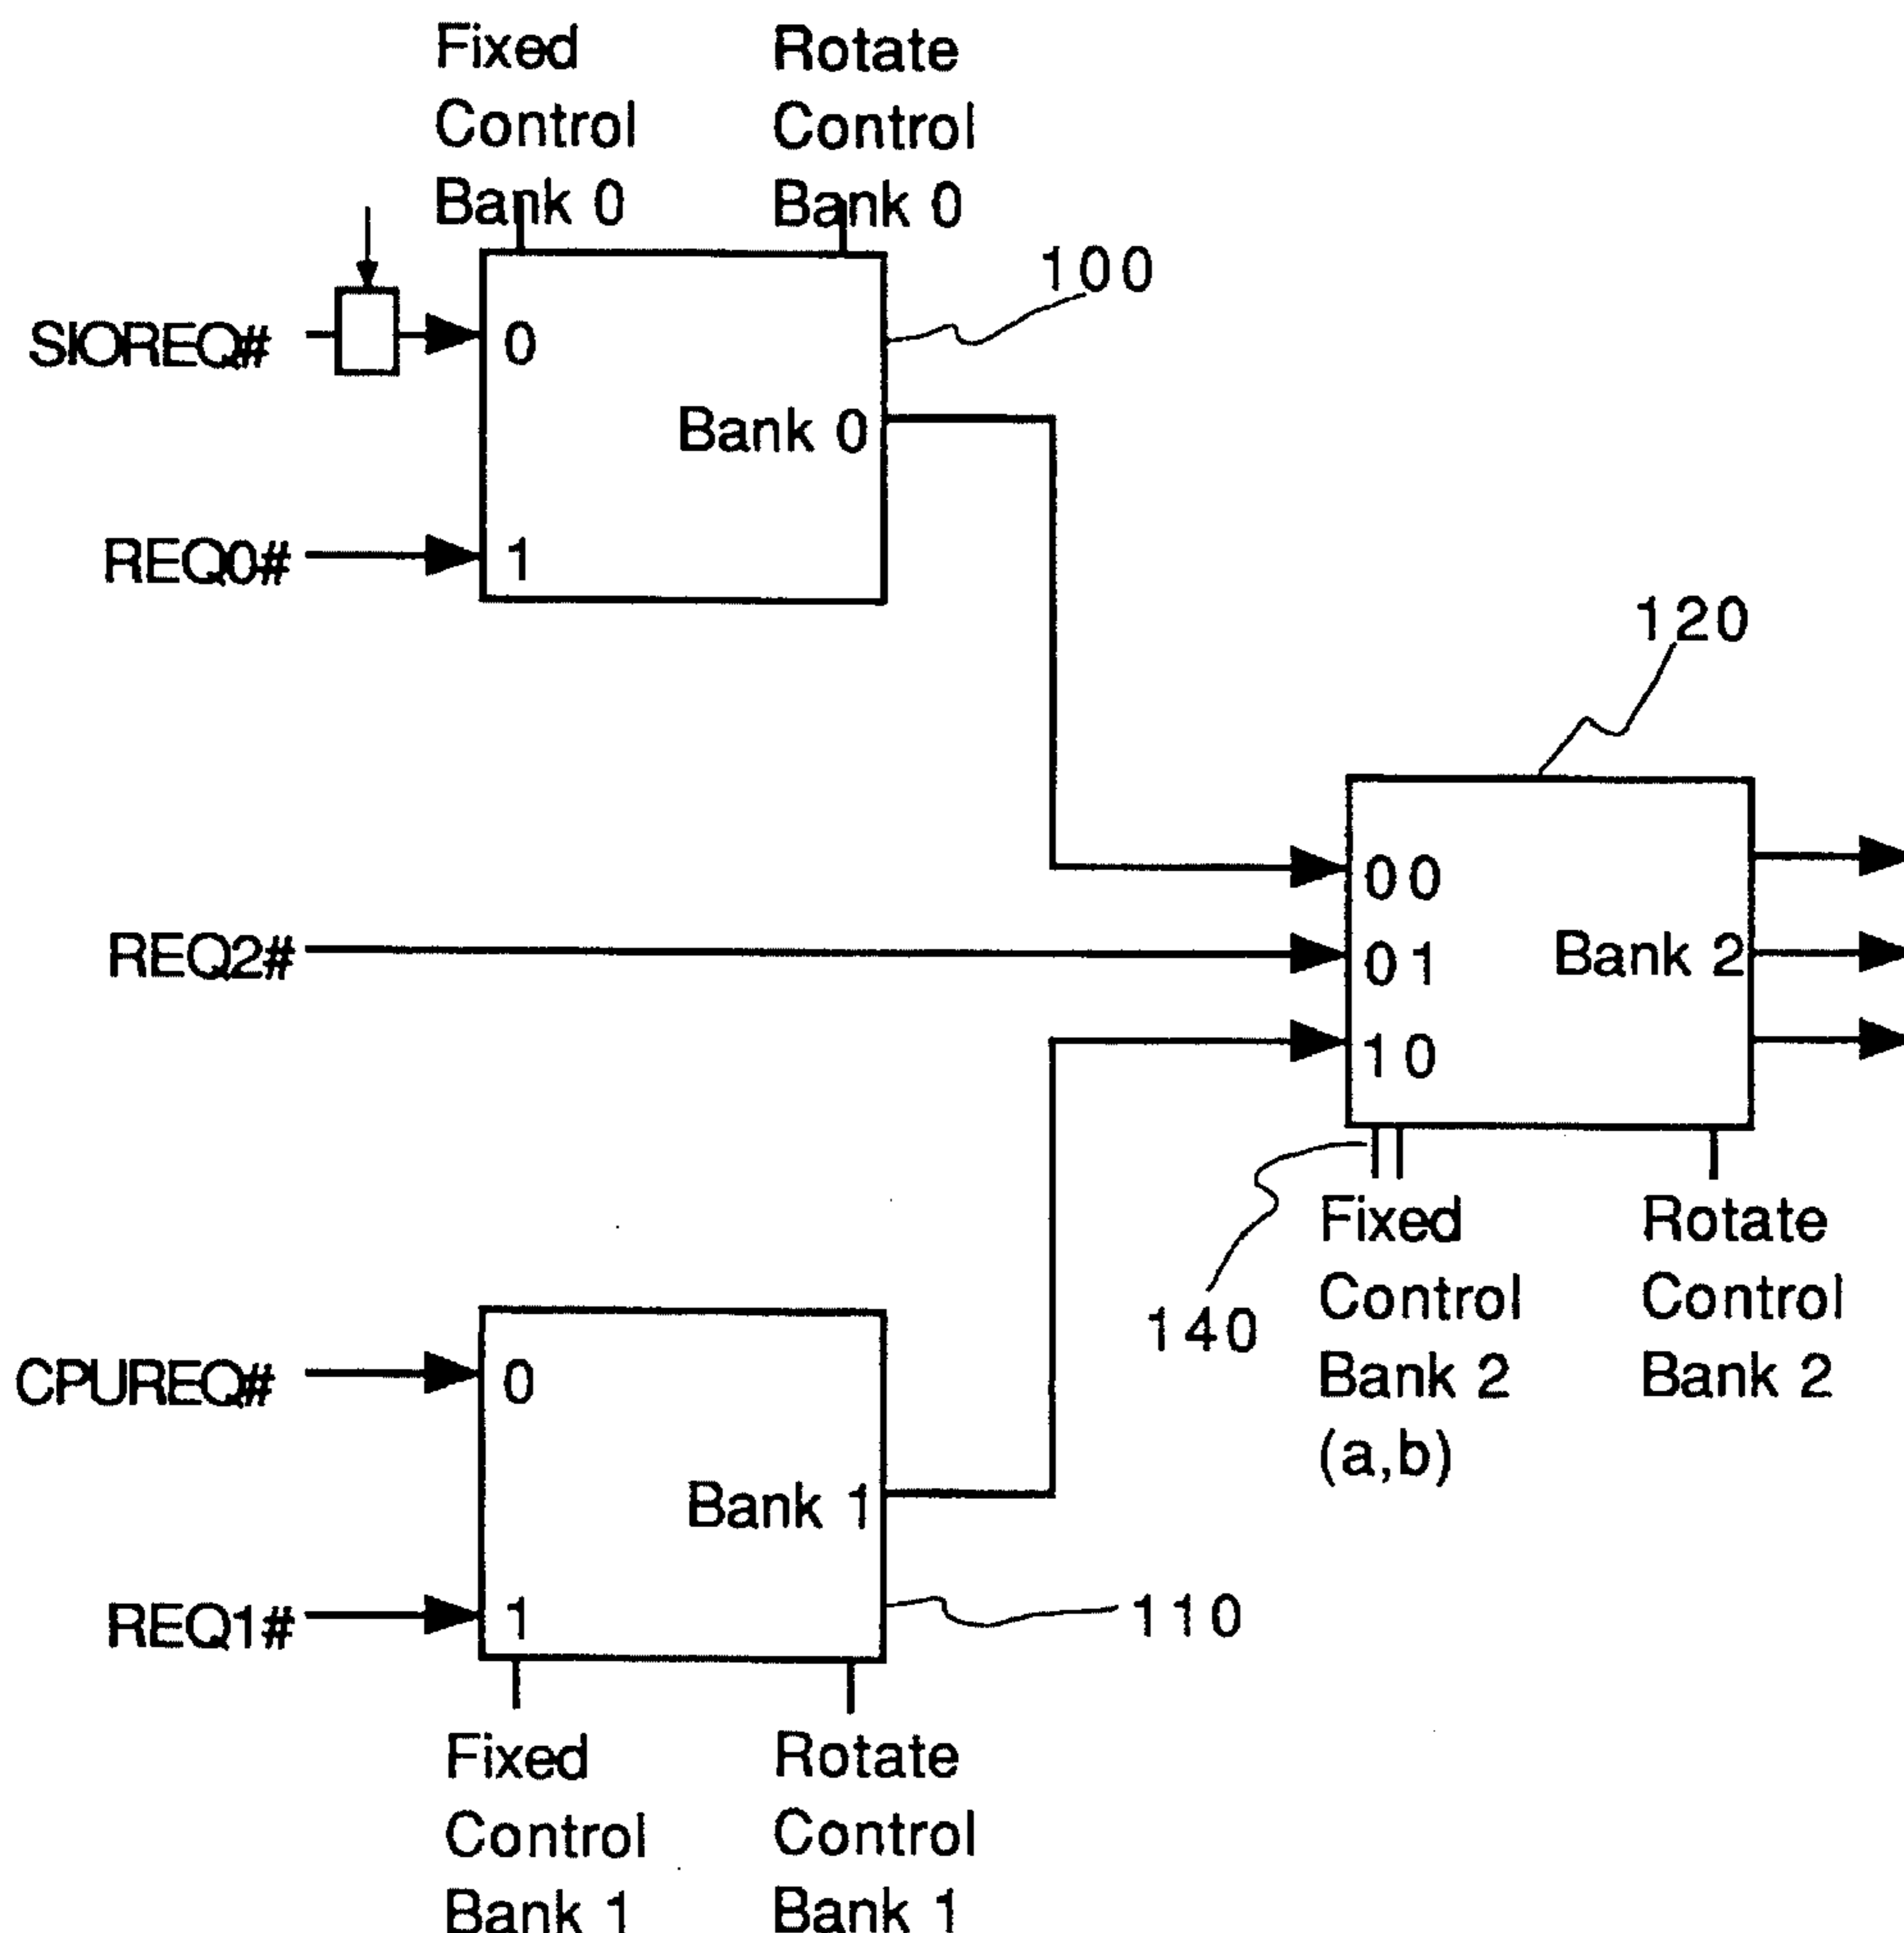 Fixed
Control
Bank 0
Rotate
Control
Bank 0
100
SIOREQ#
0
Bank 0
REQ0#
1
120
00
REQ2#
01
Bank 2
10
140
Fixed
Control
Bank 2
(a,b)
Rotate
Control
Bank 2
CPUREQ#
0
Bank 1
REQ1#
1
110
Fixed
Control
Bank 1
Rotate
Control
Bank 1